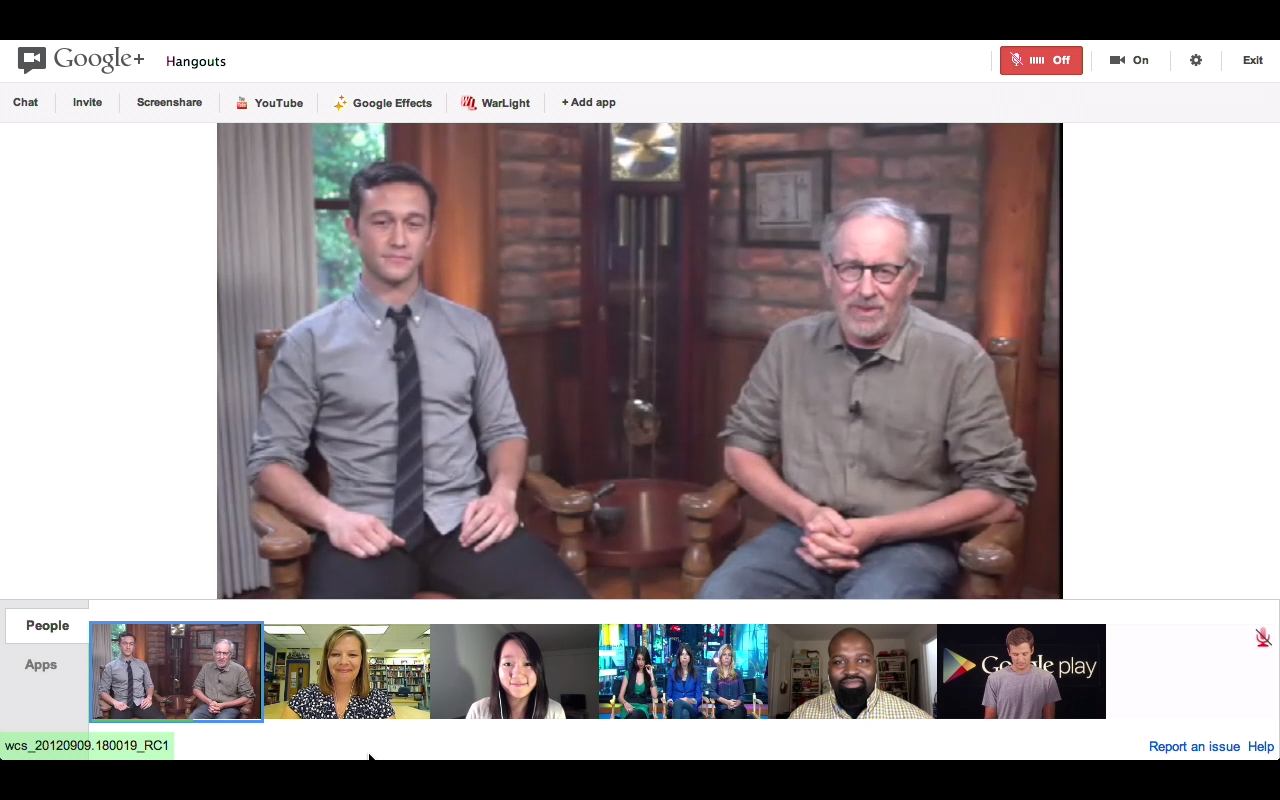 Google+ Hangouts Off On Exit
Chat Invite Screenshare YouTube Google Effects WarLight + Add app
People
Apps
Google play
wcs_20120909.180019_RC1
Report an issue Help